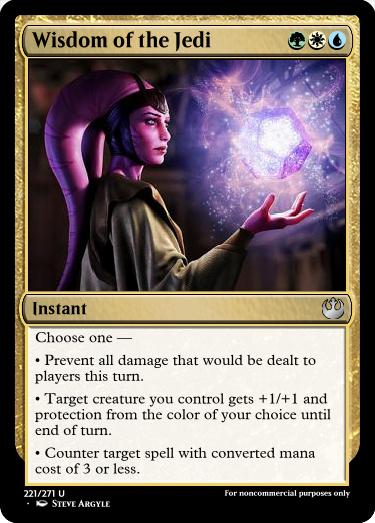 Wisdom of the Jedi
Instant
Choose one —
• Prevent all damage that would be dealt to
players this turn.
• Target creature you control gets +1/+1 and
protection from the color of your choice until
end of turn.
• Counter target spell with converted mana
cost of 3 or less.
221/271 U
For noncommercial purposes only
• Steve Argyle